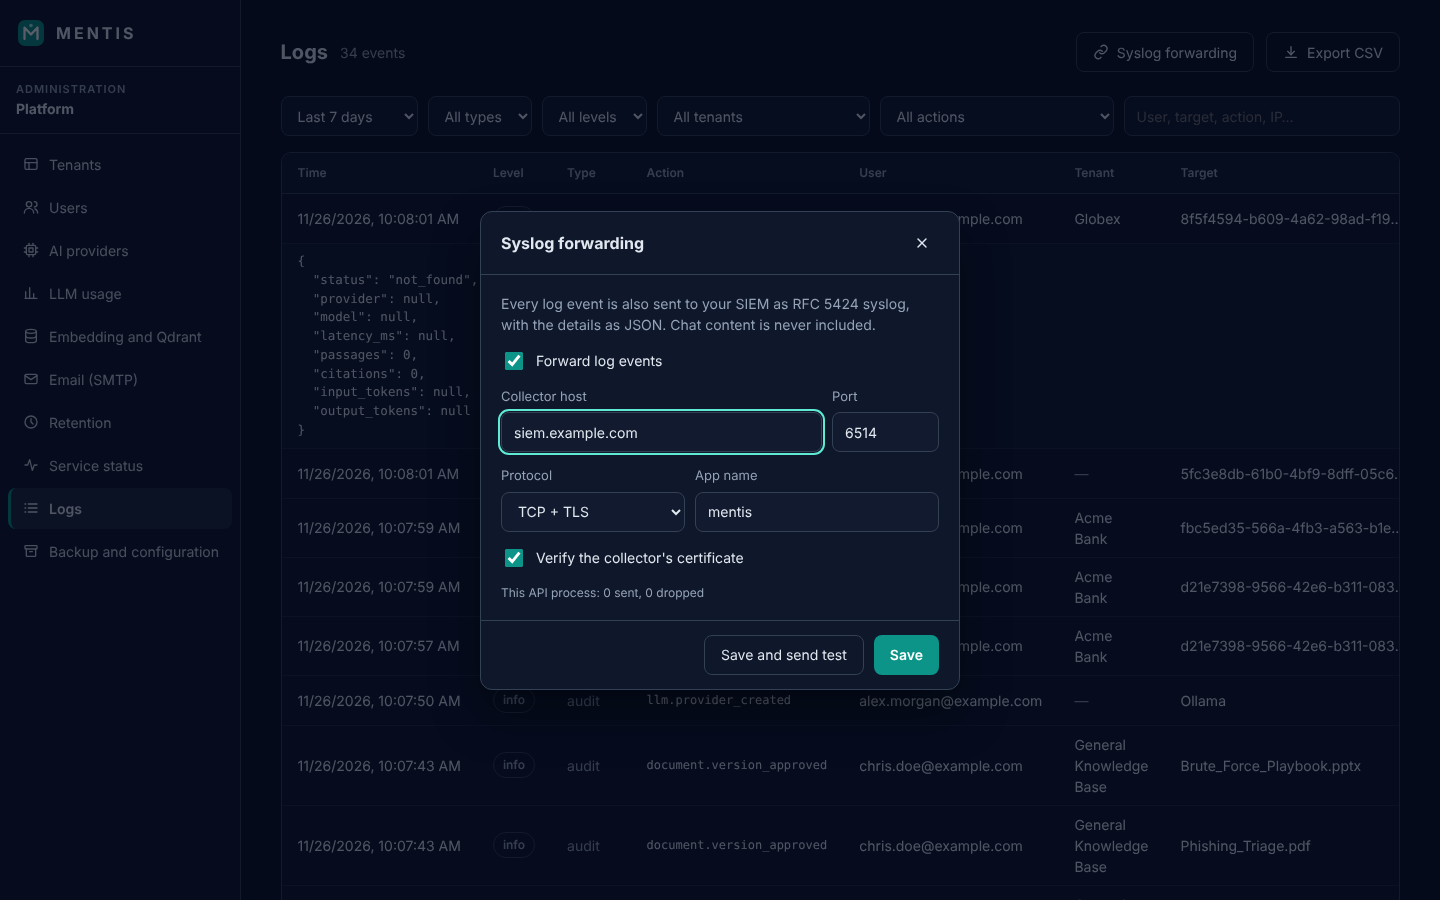 MENTIS
ADMINISTRATION
Platform
Tenants
Users
AI providers
LLM usage
Embedding and Qdrant
Email (SMTP)
Retention
Service status
Logs
Backup and configuration
Logs 34 events
Syslog forwarding
Export CSV
Last 7 days
All types
All levels
All tenants
All actions
User, target, action, IP...
Time Level Type Action User Tenant Target
11/26/2026, 10:08:01 AM mple.com Globex 8f5f4594-b609-4a62-98ad-f19...
{
"status": "not_found",
"provider": null,
"model": null,
"latency_ms": null,
"passages": 0,
"citations": 0,
"input_tokens": null,
"output_tokens": null
}
11/26/2026, 10:08:01 AM mple.com — 5fc3e8db-61b0-4bf9-8dff-05c6.
11/26/2026, 10:07:59 AM mple.com Acme Bank fbc5ed35-566a-4fb3-a563-b1e...
11/26/2026, 10:07:59 AM mple.com Acme Bank d21e7398-9566-42e6-b311-083.
11/26/2026, 10:07:57 AM mple.com Acme Bank d21e7398-9566-42e6-b311-083.
11/26/2026, 10:07:50 AM info audit llm.provider_created alex.morgan@example.com — Ollama
11/26/2026, 10:07:43 AM info audit document.version_approved chris.doe@example.com General Knowledge Base Brute_Force_Playbook.pptx
11/26/2026, 10:07:43 AM info audit document.version_approved chris.doe@example.com General Knowledge Base Phishing_Triage.pdf
Syslog forwarding
Every log event is also sent to your SIEM as RFC 5424 syslog,
with the details as JSON. Chat content is never included.
Forward log events
Collector host Port
siem.example.com 6514
Protocol App name
TCP + TLS mentis
Verify the collector's certificate
This API process: 0 sent, 0 dropped
Save and send test Save